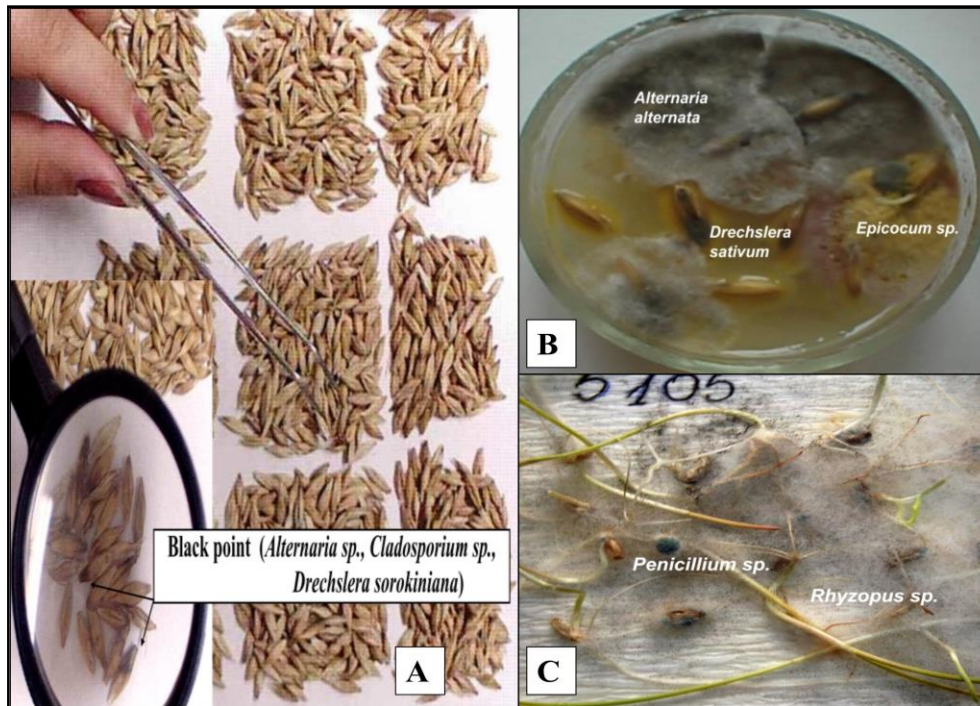 Black point (Alternaria sp., Cladosporium sp.,
Drechslera sorokiniana)
A
Alternaria
alternata
Drechslera
sativum
Epicocum sp.
B
5105
Penicillium sp.
Rhyzopus sp.
C